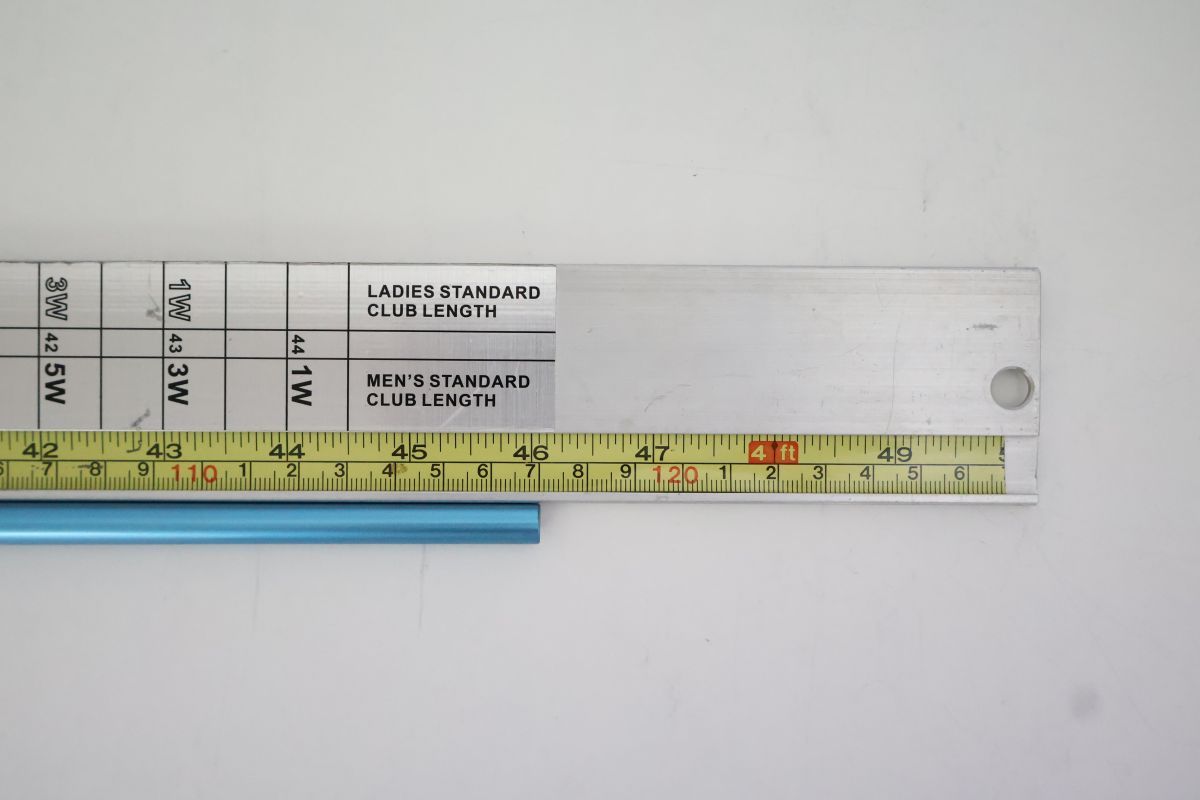 3W 1W LADIES STANDARD
CLUB LENGTH
42 43 44
5W 3W 1W MEN'S STANDARD
CLUB LENGTH
42 43 44 45 46 47 4 ft 49
7 8 9 110 1 2 3 4 5 6 7 8 9 120 1 2 3 4 5 6